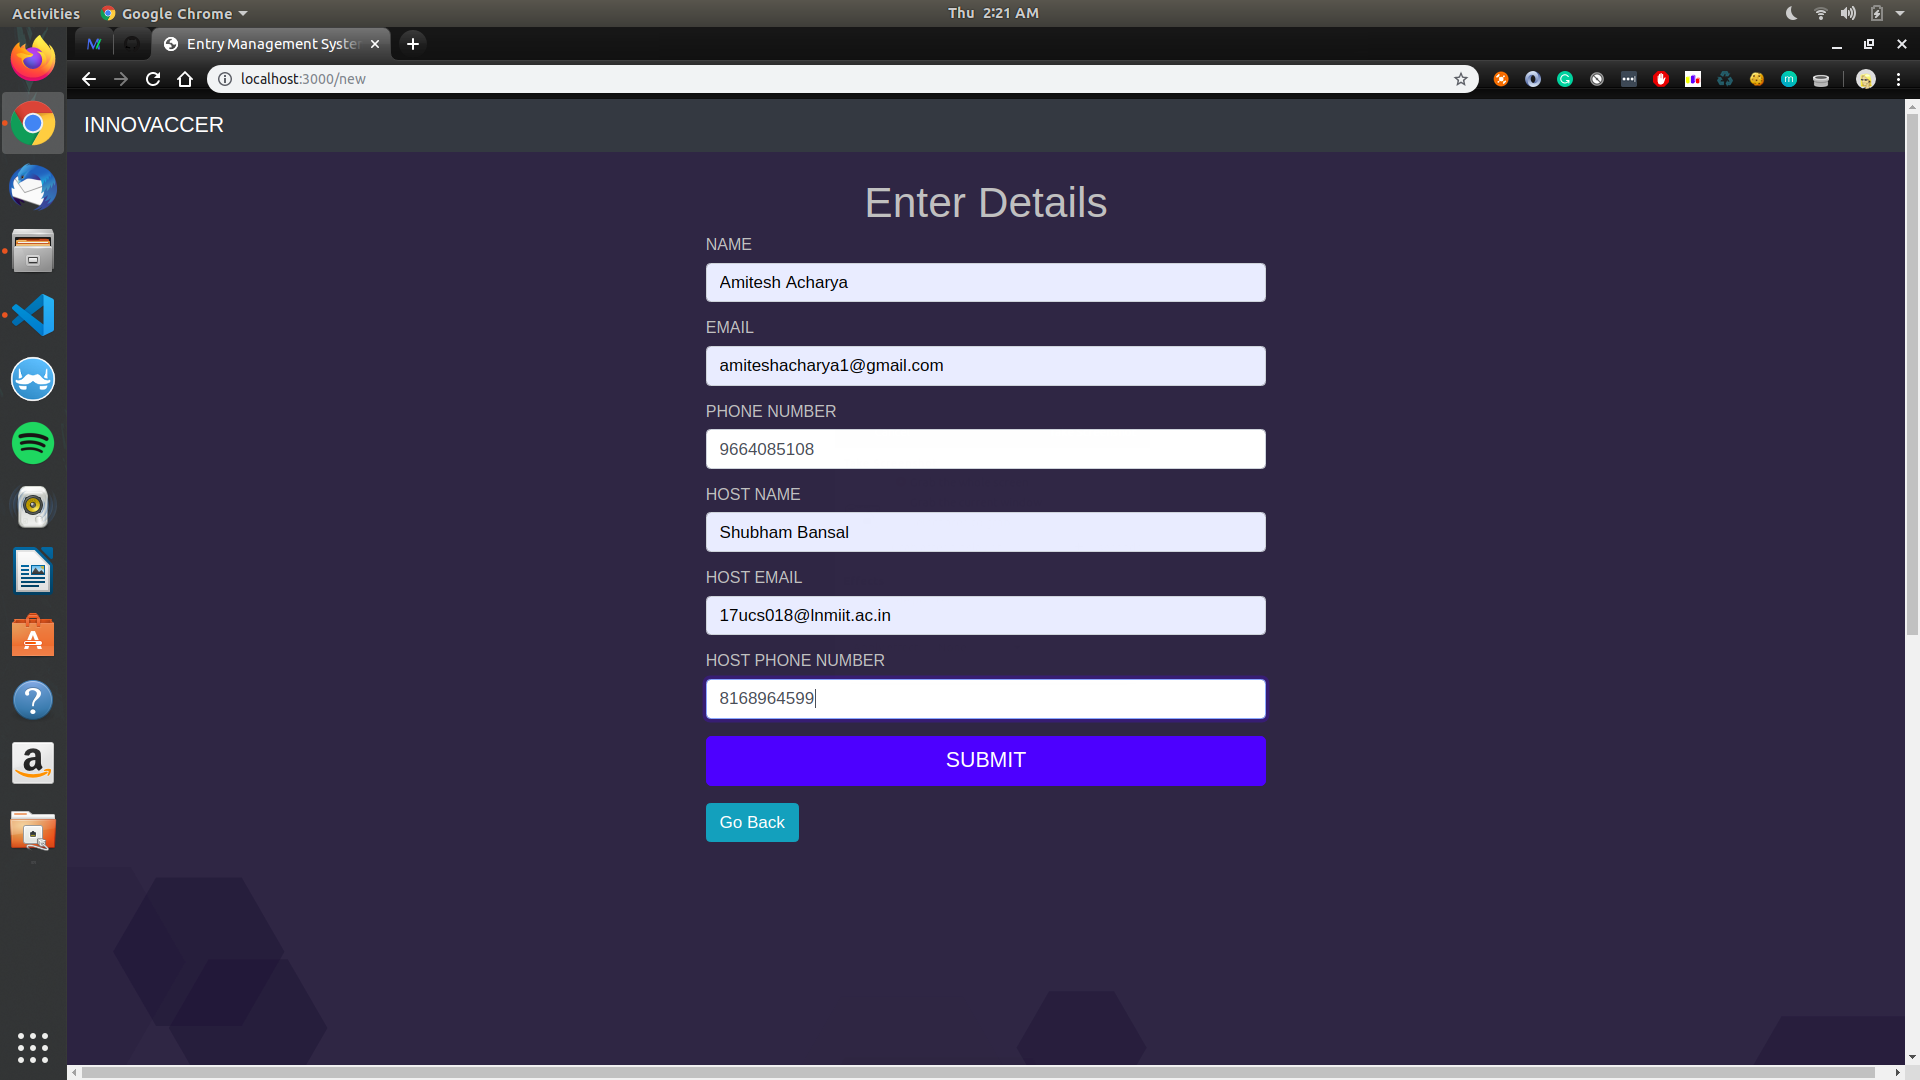 Activities
Google Chrome
Thu 2:21 AM
Entry Management Syste
localhost:3000/new
INNOVACCER
Enter Details
NAME
Amitesh Acharya
EMAIL
amiteshacharya1@gmail.com
PHONE NUMBER
9664085108
HOST NAME
Shubham Bansal
HOST EMAIL
17ucs018@lnmiit.ac.in
HOST PHONE NUMBER
8168964599
SUBMIT
Go Back